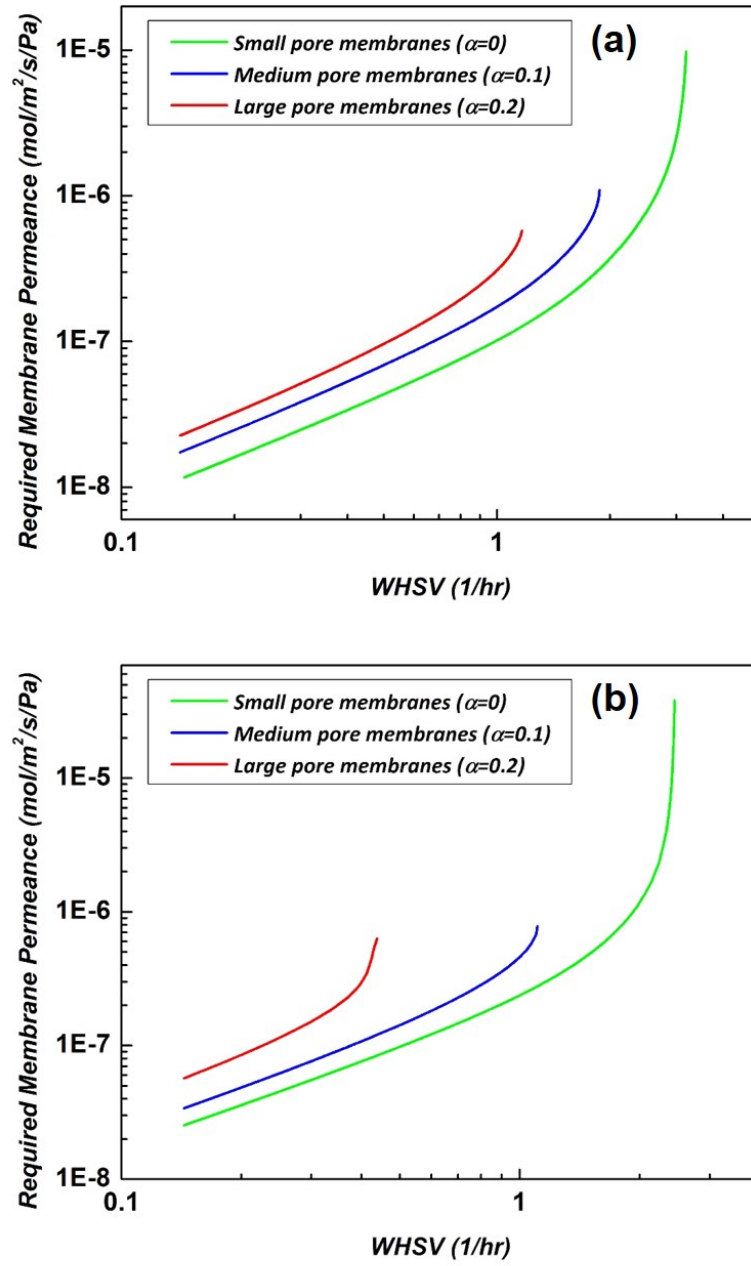 (a)
Small pore membranes (α=0)
Medium pore membranes (α=0.1)
Large pore membranes (α=0.2)
Required Membrane Permeance (mol/m²/s/Pa)
1E-5
1E-6
1E-7
1E-8
0.1
1
WHSV (1/hr)
(b)
Small pore membranes (α=0)
Medium pore membranes (α=0.1)
Large pore membranes (α=0.2)
Required Membrane Permeance (mol/m²/s/Pa)
1E-5
1E-6
1E-7
1E-8
0.1
1
WHSV (1/hr)